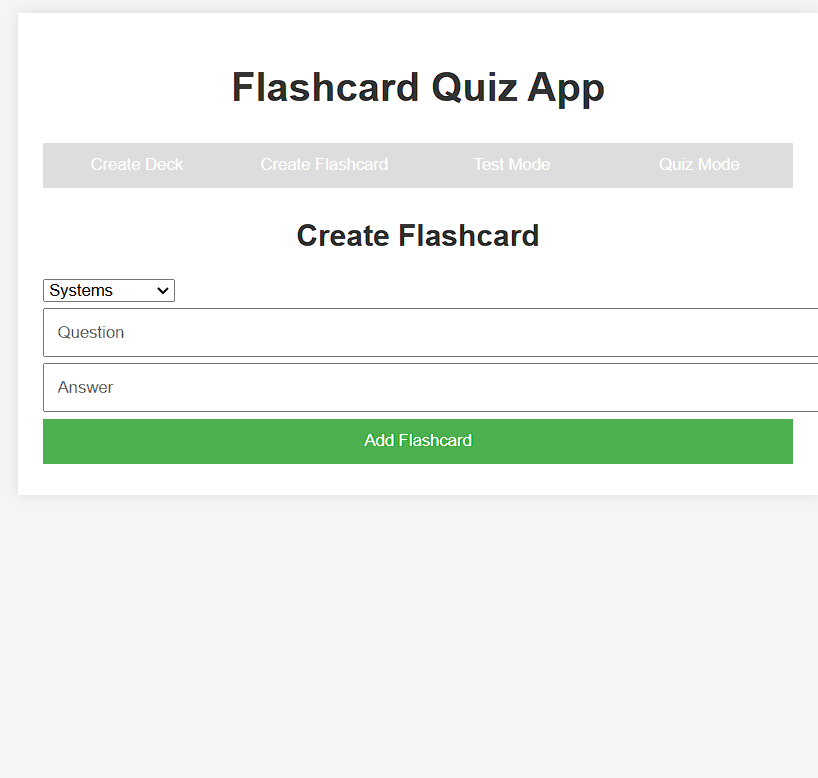 Flashcard Quiz App
Create Deck Create Flashcard Test Mode Quiz Mode
Create Flashcard
Systems
Question
Answer
Add Flashcard